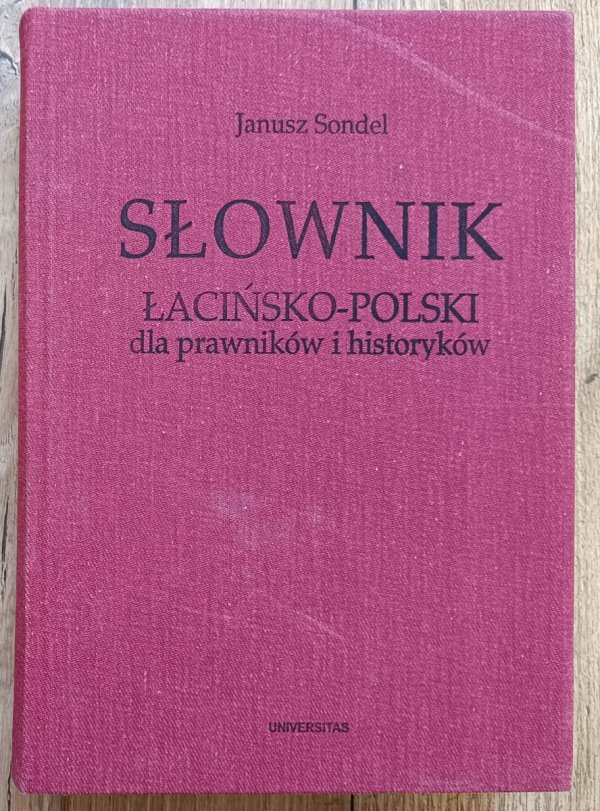 Janusz Sondel
SŁOWNIK
ŁACIŃSKO-POLSKI
dla prawników i historyków
UNIVERSITAS